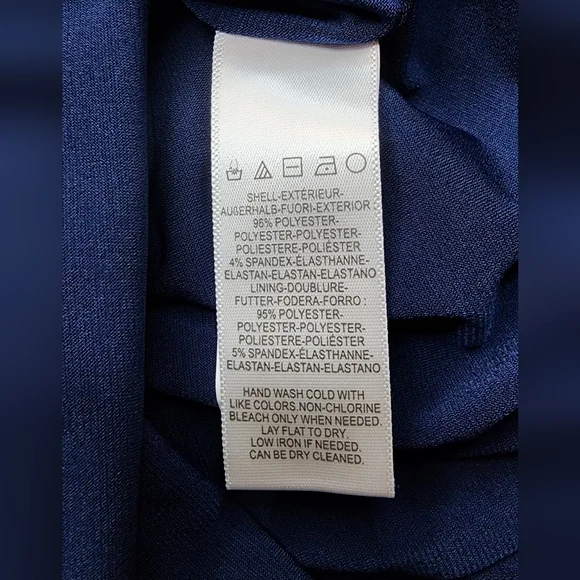 SHELL-EXTÉRIEUR-
AUßERHALB-FUORI-EXTERIOR :
96% POLYESTER-
POLYESTER-POLYESTER-
POLIESTERE-POLIÉSTER
4% SPANDEX-ÉLASTHANNE-
ELASTAN-ELASTAN-ELASTANO
LINING-DOUBLURE-
FUTTER-FODERA-FORRO :
95% POLYESTER-
POLYESTER-POLYESTER-
POLIESTERE-POLIÉSTER
5% SPANDEX-ÉLASTHANNE-
ELASTAN-ELASTAN-ELASTANO
HAND WASH COLD WITH
LIKE COLORS.NON-CHLORINE
BLEACH ONLY WHEN NEEDED.
LAY FLAT TO DRY.
LOW IRON IF NEEDED.
CAN BE DRY CLEANED.